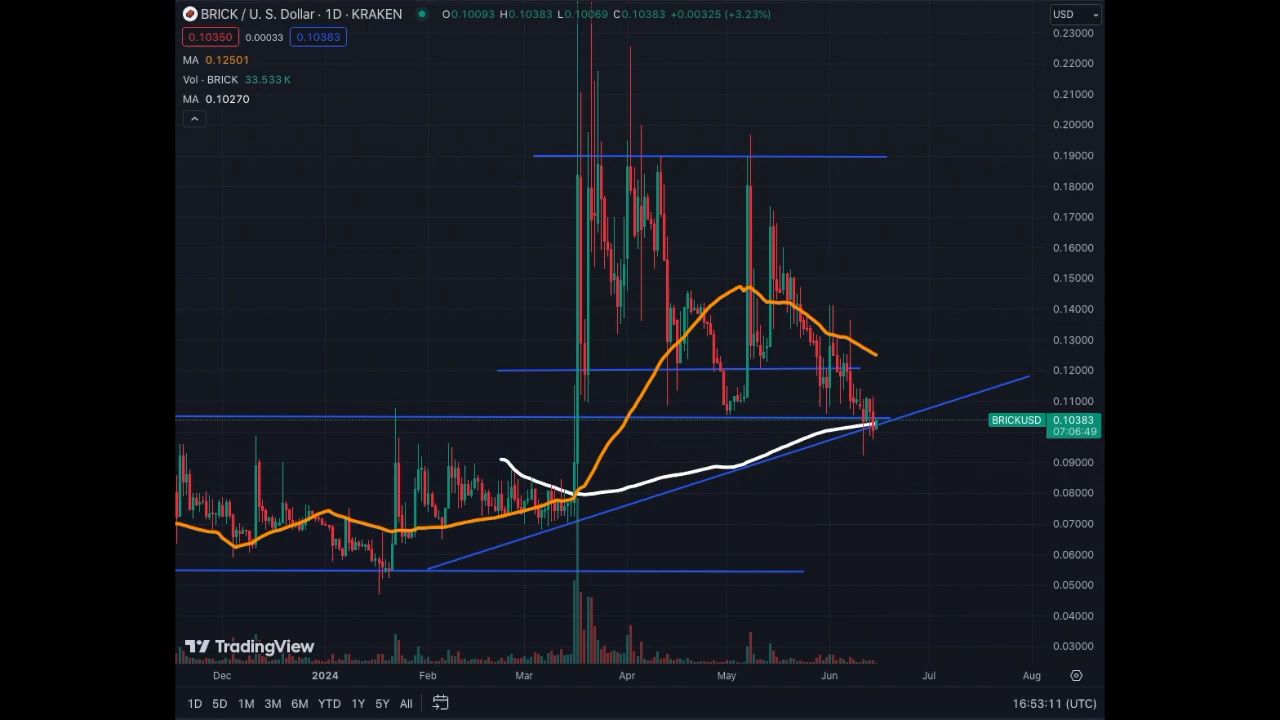 BRICK / U. S. Dollar · 1D · KRAKEN O0.10093 H0.10383 L0.10069 C0.10383 +0.00325 (+3.23%)
USD
0.10350 0.00033 0.10383
MA 0.12501
Vol · BRICK 33.533 K
MA 0.10270
0.23000
0.22000
0.21000
0.20000
0.19000
0.18000
0.17000
0.16000
0.15000
0.14000
0.13000
0.12000
0.11000
BRICKUSD 0.10383
07:06:49
0.09000
0.08000
0.07000
0.06000
0.05000
0.04000
0.03000
TradingView
Dec 2024 Feb Mar Apr May Jun Jul Aug
1D 5D 1M 3M 6M YTD 1Y 5Y All 16:53:11 (UTC)